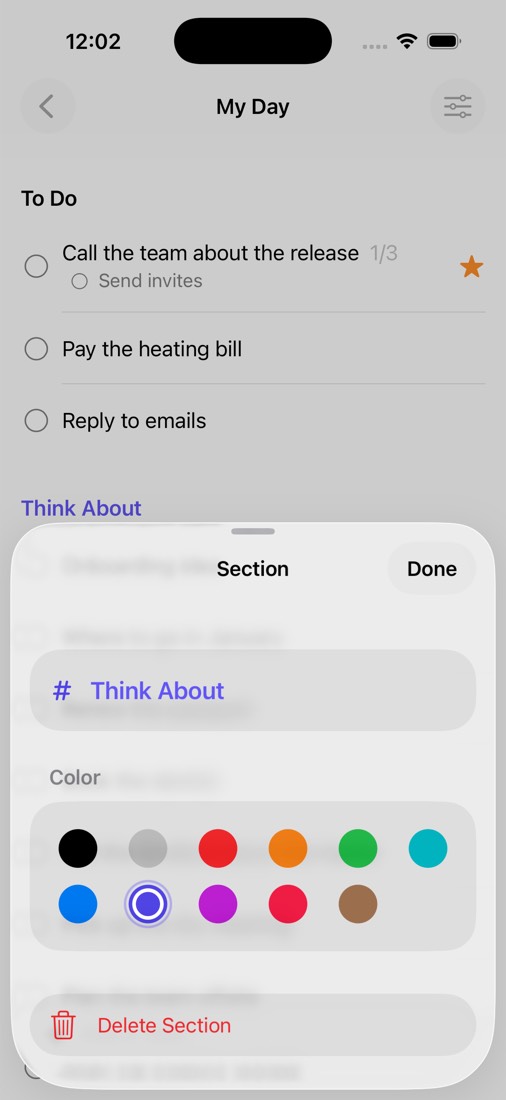 12:02
My Day
To Do
Call the team about the release 1/3
Send invites
Pay the heating bill
Reply to emails
Think About
Section
Done
# Think About
Color
Delete Section